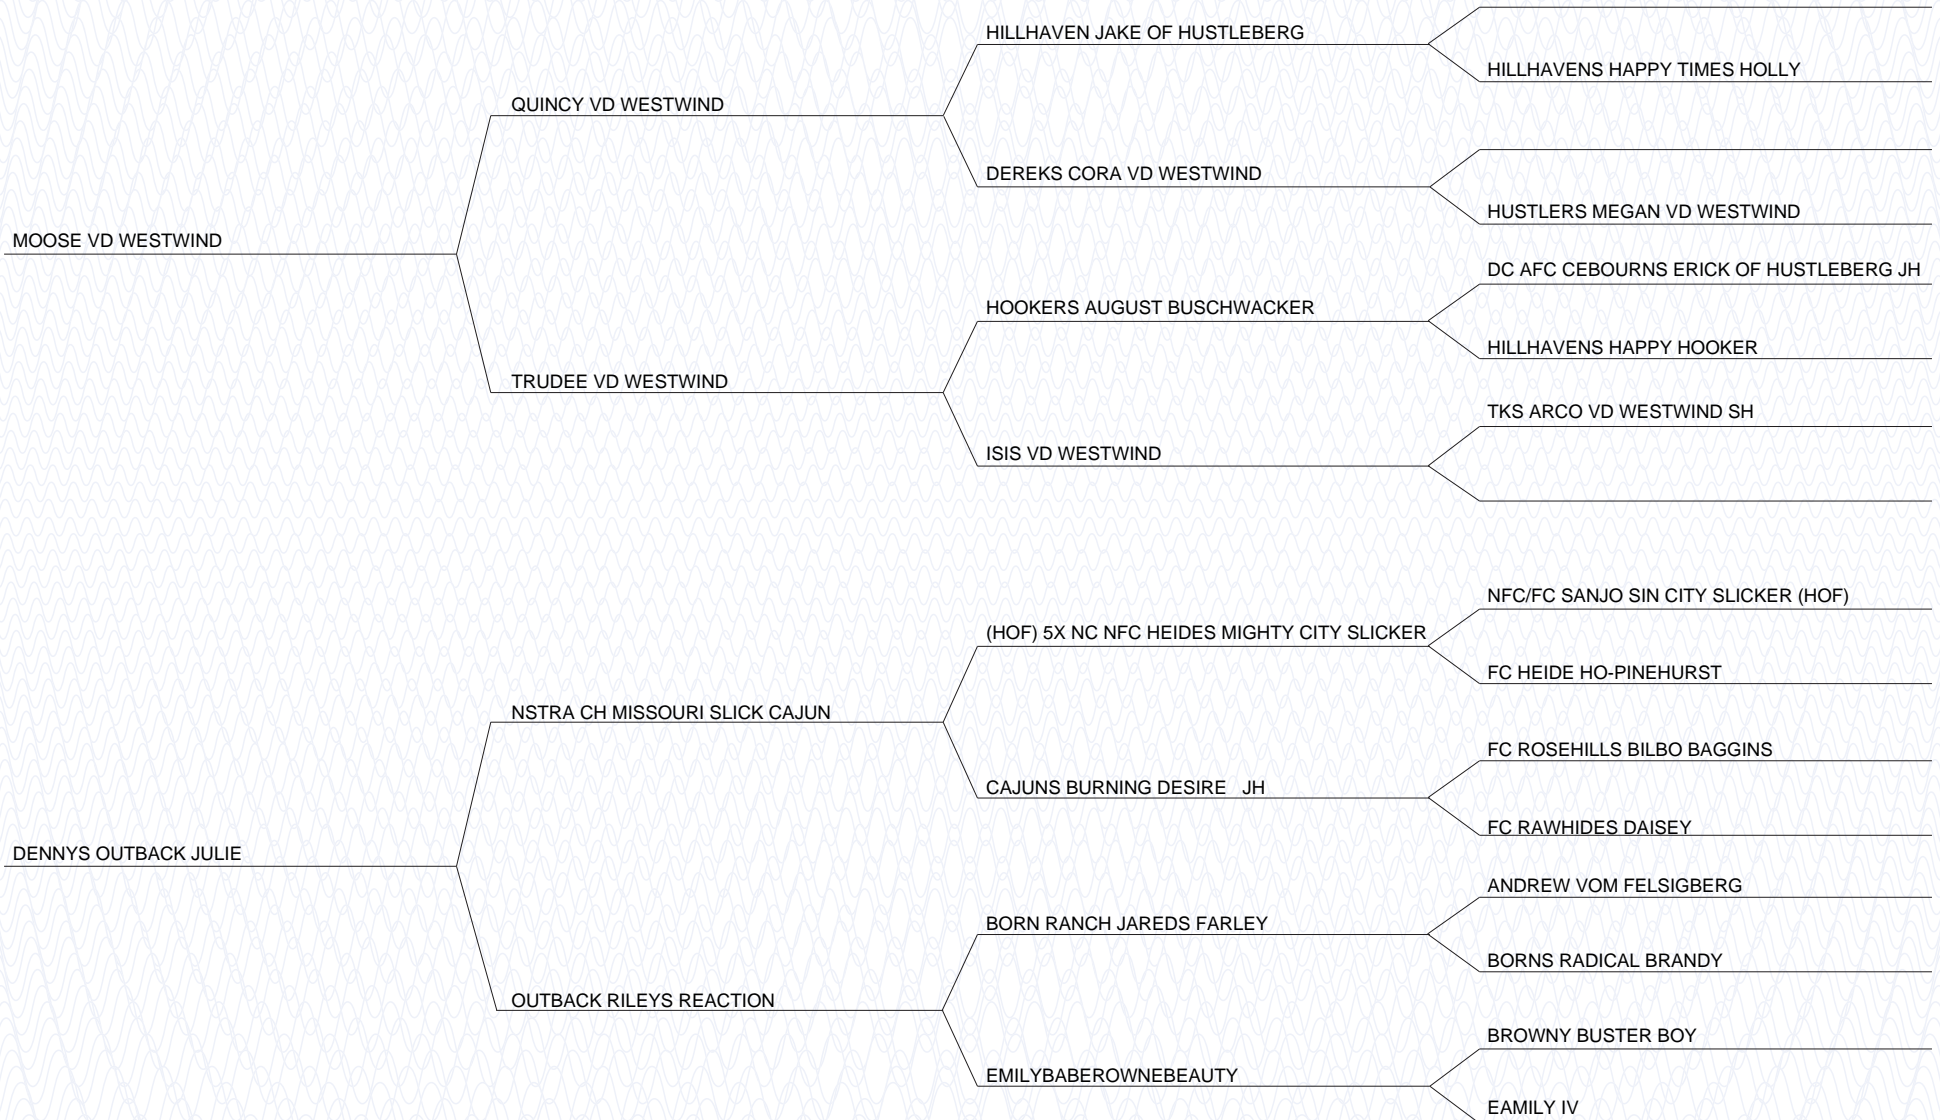 HILLHAVEN JAKE OF HUSTLEBERG
HILLHAVENS HAPPY TIMES HOLLY
QUINCY VD WESTWIND
DEREKS CORA VD WESTWIND
HUSTLERS MEGAN VD WESTWIND
MOOSE VD WESTWIND
DC AFC CEBOURNS ERICK OF HUSTLEBERG JH
HOOKERS AUGUST BUSCHWACKER
HILLHAVENS HAPPY HOOKER
TRUDEE VD WESTWIND
TKS ARCO VD WESTWIND SH
ISIS VD WESTWIND
NFC/FC SANJO SIN CITY SLICKER (HOF)
(HOF) 5X NC NFC HEIDES MIGHTY CITY SLICKER
FC HEIDE HO-PINEHURST
NSTRA CH MISSOURI SLICK CAJUN
FC ROSEHILLS BILBO BAGGINS
CAJUNS BURNING DESIRE   JH
FC RAWHIDES DAISEY
DENNYS OUTBACK JULIE
ANDREW VOM FELSIGBERG
BORN RANCH JAREDS FARLEY
BORNS RADICAL BRANDY
OUTBACK RILEYS REACTION
BROWNY BUSTER BOY
EMILYBABEROWNEBEAUTY
EAMILY IV